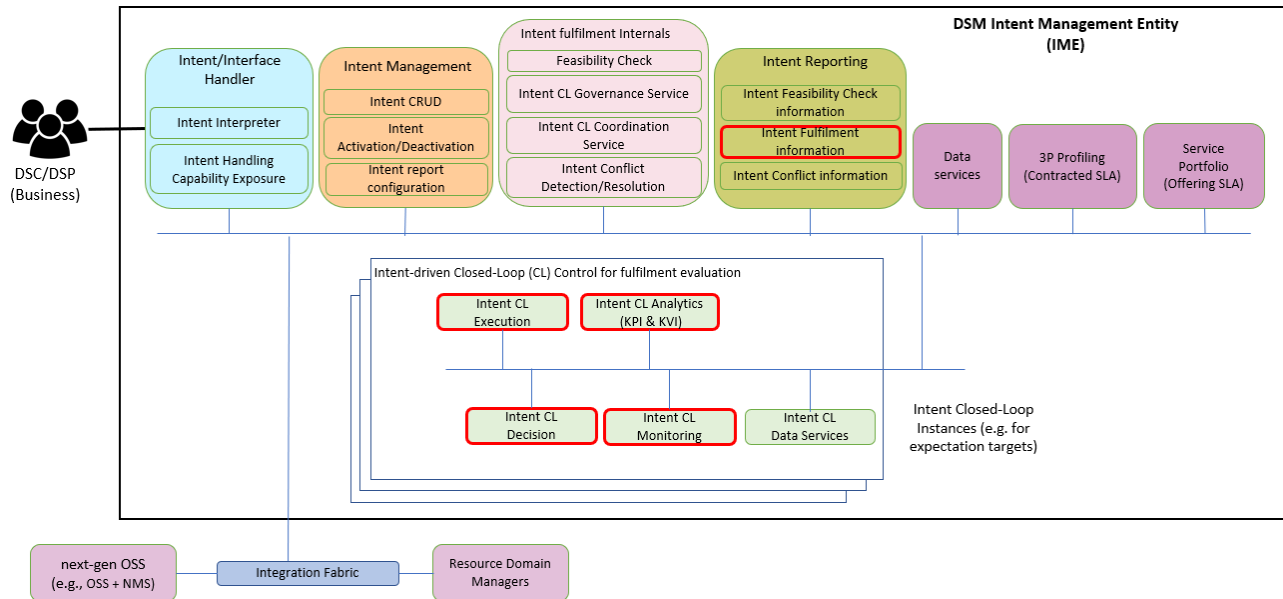 DSM Intent Management Entity
(IME)
Intent/Interface
Handler
Intent Interpreter
Intent Handling
Capability Exposure
Intent Management
Intent CRUD
Intent
Activation/Deactivation
Intent report
configuration
Intent fulfilment Internals
Feasibility Check
Intent CL Governance Service
Intent CL Coordination
Service
Intent Conflict
Detection/Resolution
Intent Reporting
Intent Feasibility Check
information
Intent Fulfilment
information
Intent Conflict information
Data
services
3P Profiling
(Contracted SLA)
Service
Portfolio
(Offering SLA)
DSC/DSP
(Business)
Intent-driven Closed-Loop (CL) Control for fulfilment evaluation
Intent CL
Execution
Intent CL Analytics
(KPI & KVI)
Intent CL
Decision
Intent CL
Monitoring
Intent CL
Data Services
Intent Closed-Loop
Instances (e.g. for
expectation targets)
next-gen OSS
(e.g., OSS + NMS)
Integration Fabric
Resource Domain
Managers